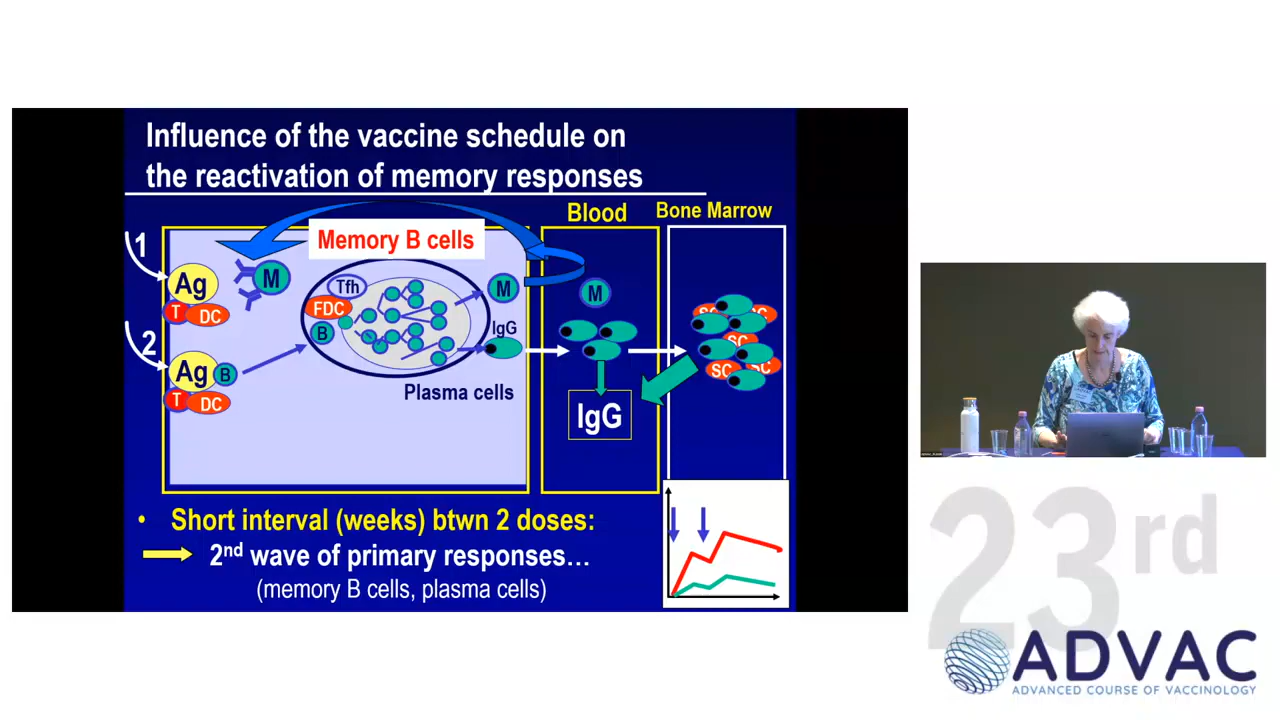 Influence of the vaccine schedule on
the reactivation of memory responses
Blood
Bone Marrow
Memory B cells
1
Ag
T
DC
M
Tfh
FDC
B
M
IgG
M
SC
SC
SC
SC
2
Ag
B
T
DC
Plasma cells
IgG
• Short interval (weeks) btwn 2 doses:
2nd wave of primary responses…
(memory B cells, plasma cells)
23rd
ADVAC
ADVANCED COURSE OF VACCINOLOGY